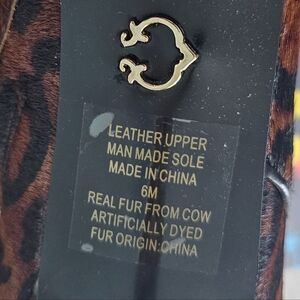 LEATHER UPPER
MAN MADE SOLE
MADE IN CHINA
6M
REAL FUR FROM COW
ARTIFICIALLY DYED
FUR ORIGIN:CHINA